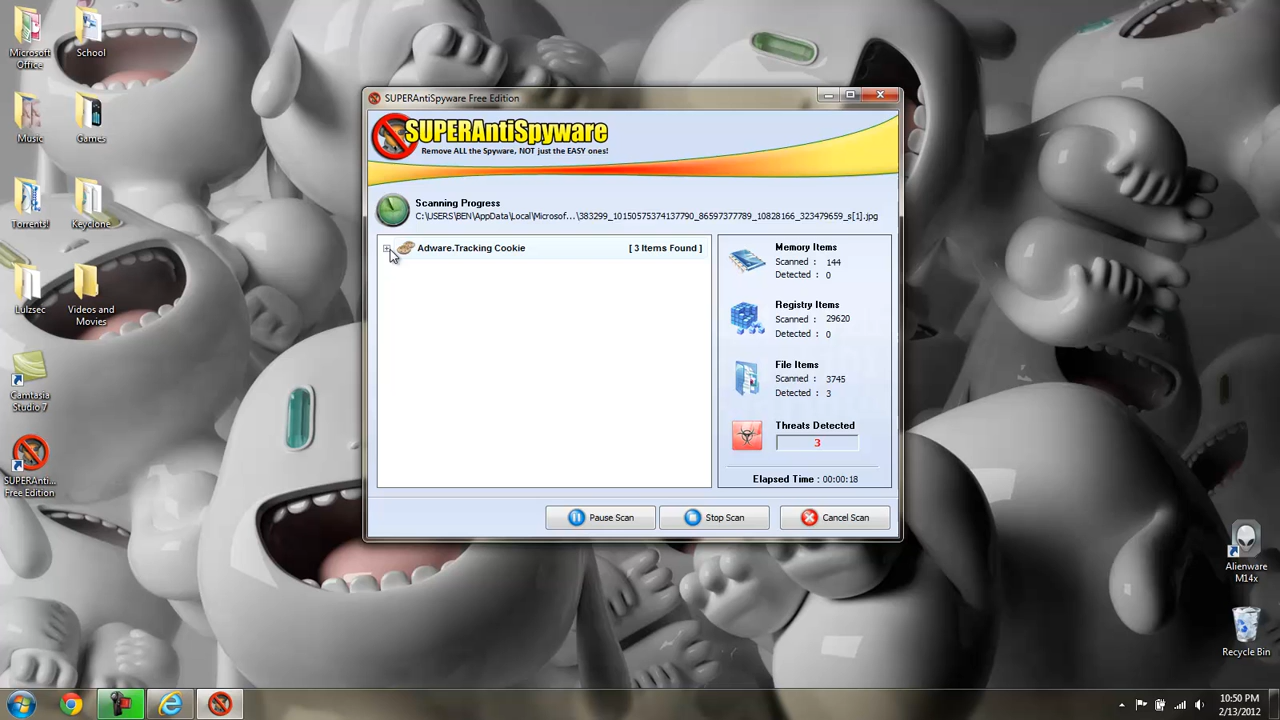 Microsoft
Office
School
Music
Games
Torrents!
Keyclone
Lulzsec
Videos and
Movies
Camtasia
Studio 7
SUPERAnti...
Free Edition
SUPERAntiSpyware Free Edition
SUPERAntiSpyware
Remove ALL the Spyware, NOT just the EASY ones!
Scanning Progress
C:\USERS\BEN\AppData\Local\Microsof...\383299_10150575374137790_86597377789_10828166_323479659_s[1].jpg
Adware.Tracking Cookie [ 3 Items Found ]
Memory Items
Scanned : 144
Detected : 0
Registry Items
Scanned : 29620
Detected : 0
File Items
Scanned : 3745
Detected : 3
Threats Detected
3
Elapsed Time : 00:00:18
Pause Scan
Stop Scan
Cancel Scan
Alienware
M14x
Recycle Bin
10:50 PM
2/13/2012